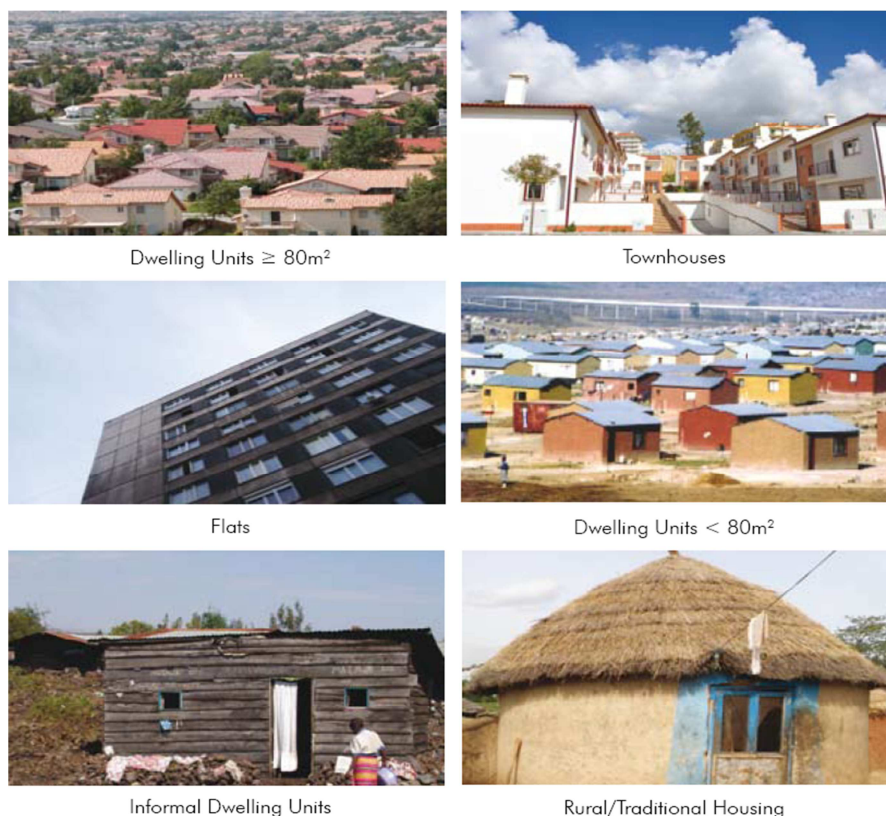 Dwelling Units ≥ 80m²
Townhouses
Flats
Dwelling Units < 80m²
Informal Dwelling Units
Rural/Traditional Housing